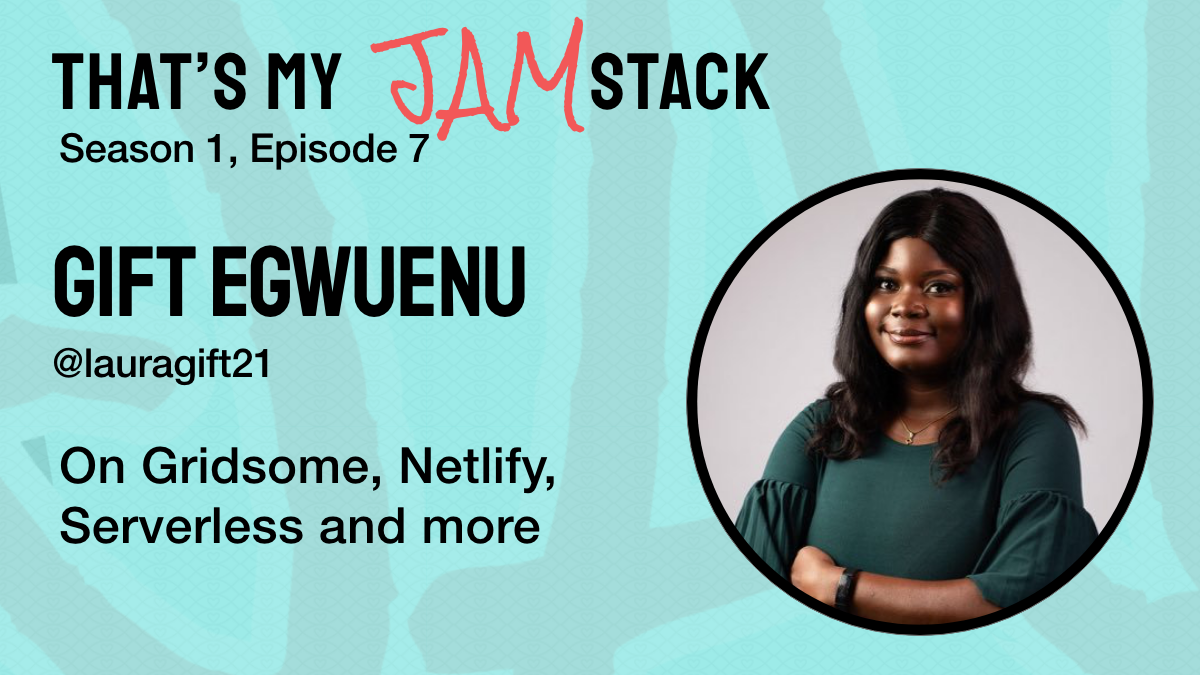 THAT'S MY JAMSTACK
Season 1, Episode 7
GIFT EGWUENU
@lauragift21
On Gridsome, Netlify,
Serverless and more